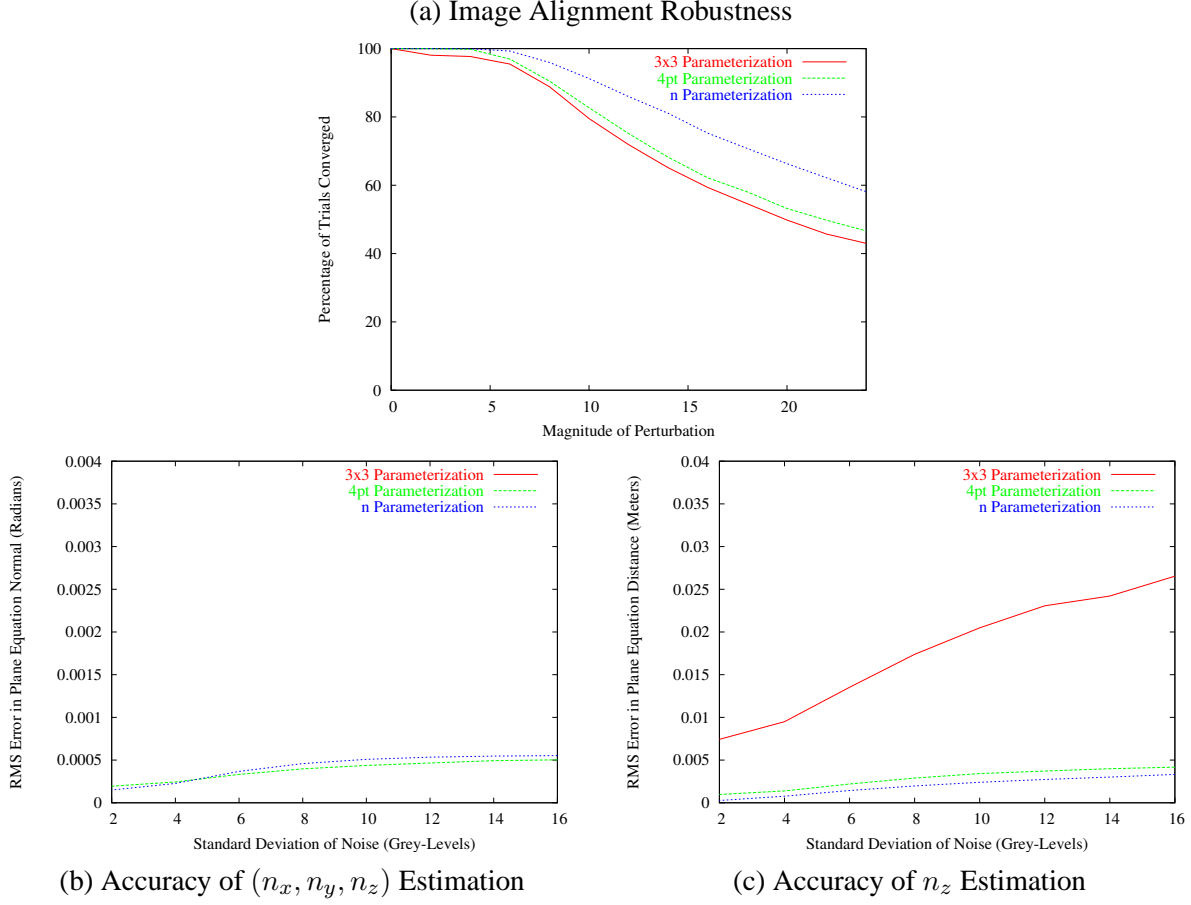 (a) Image Alignment Robustness
100
80
60
40
20
0
Percentage of Trials Converged
3x3 Parameterization
4pt Parameterization
n Parameterization
0 5 10 15 20
Magnitude of Perturbation
0.004
0.0035
0.003
0.0025
0.002
0.0015
0.001
0.0005
0
RMS Error in Plane Equation Normal (Radians)
3x3 Parameterization
4pt Parameterization
n Parameterization
2 4 6 8 10 12 14 16
Standard Deviation of Noise (Grey-Levels)
(b) Accuracy of (n_x, n_y, n_z) Estimation
0.04
0.035
0.03
0.025
0.02
0.015
0.01
0.005
0
RMS Error in Plane Equation Distance (Meters)
3x3 Parameterization
4pt Parameterization
n Parameterization
2 4 6 8 10 12 14 16
Standard Deviation of Noise (Grey-Levels)
(c) Accuracy of n_z Estimation